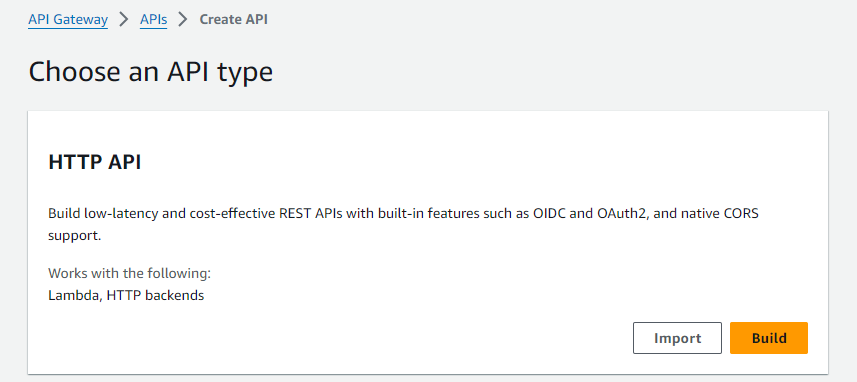 API Gateway > APIs > Create API
Choose an API type
HTTP API
Build low-latency and cost-effective REST APIs with built-in features such as OIDC and OAuth2, and native CORS
support.
Works with the following:
Lambda, HTTP backends
Import Build